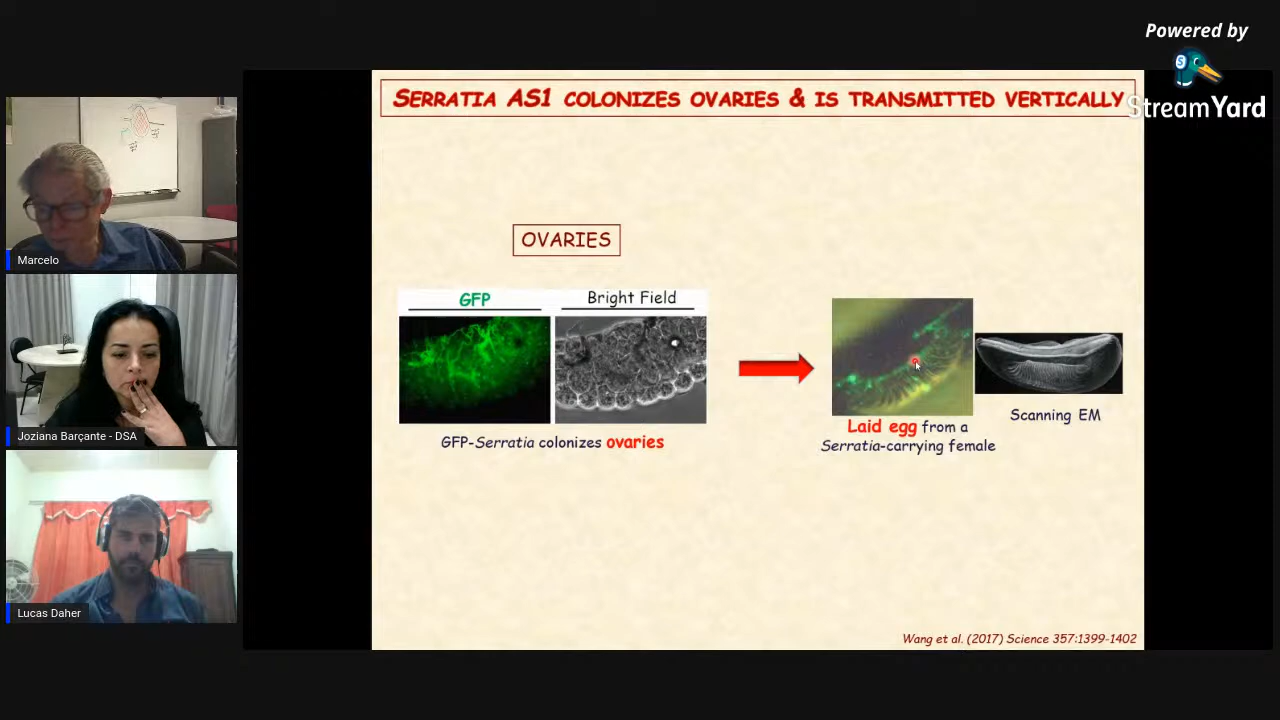 Powered by
StreamYard
SERRATIA AS1 COLONIZES OVARIES & IS TRANSMITTED VERTICALLY
OVARIES
GFP
Bright Field
GFP-Serratia colonizes ovaries
Laid egg from a
Serratia-carrying female
Scanning EM
Wang et al. (2017) Science 357:1399-1402
Marcelo
Joziana Barçante - DSA
Lucas Daher